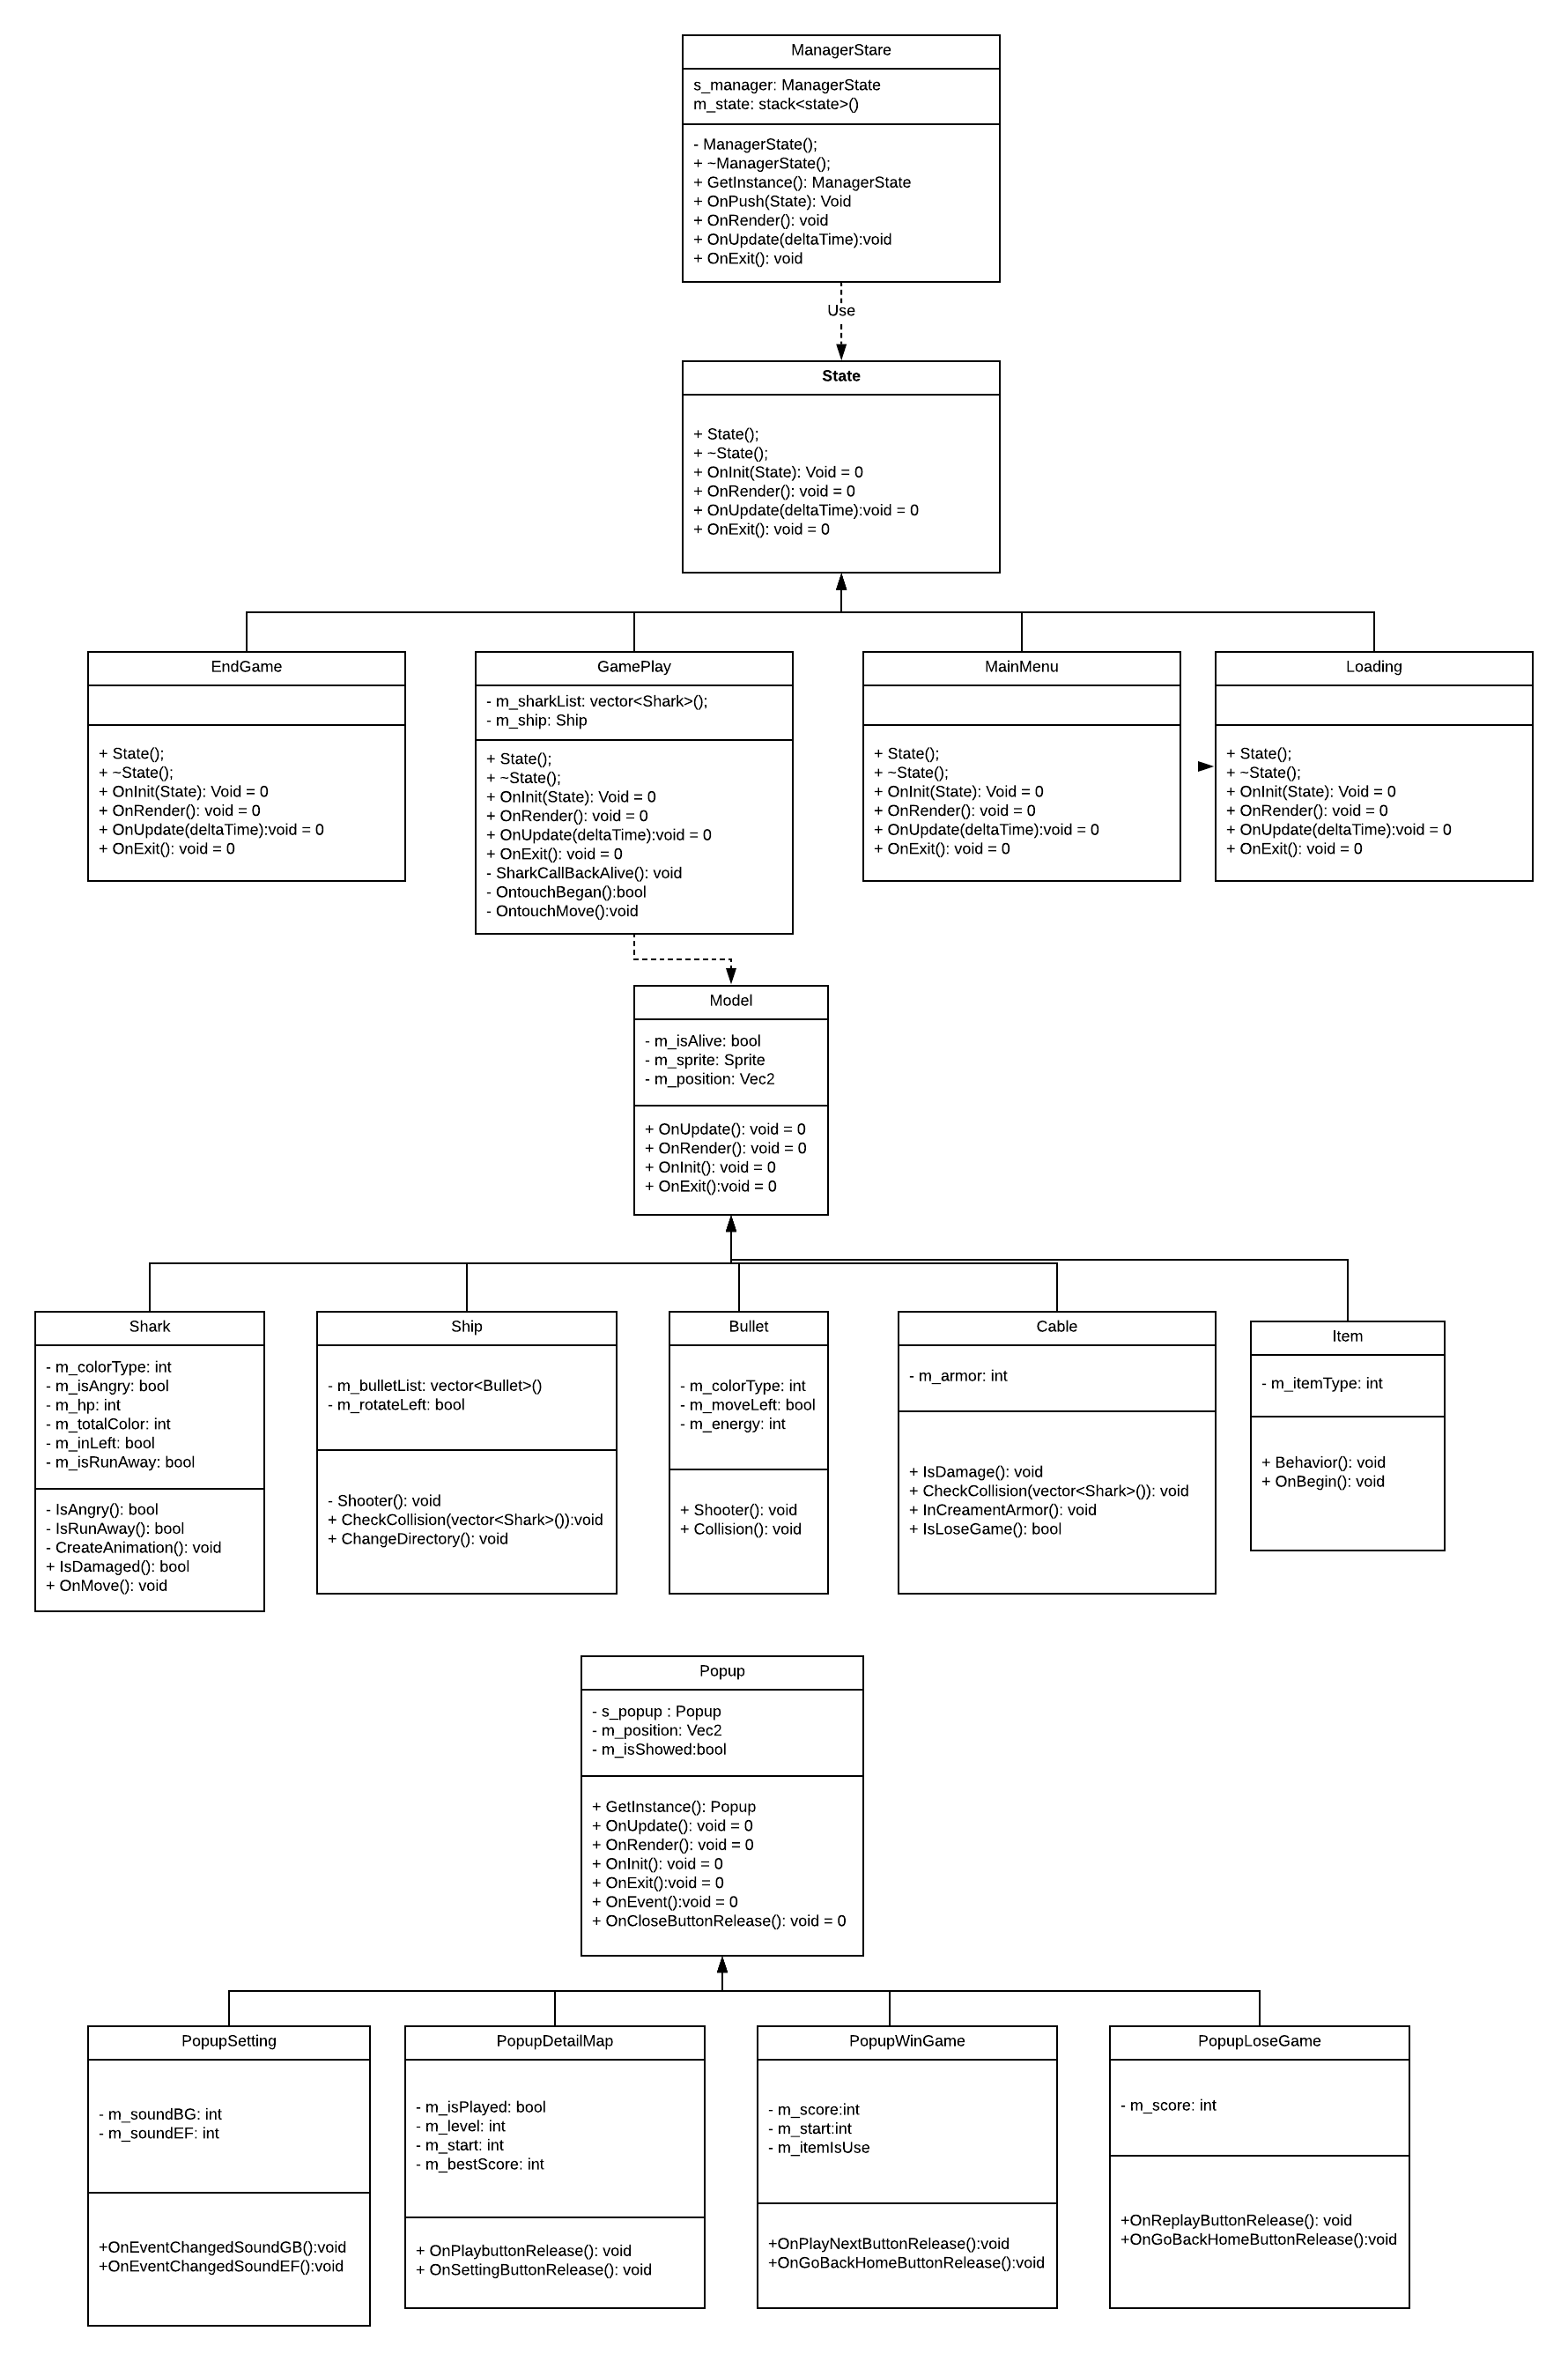 ManagerStare
s_manager: ManagerState
m_state: stack<state>()
- ManagerState();
+ ~ManagerState();
+ GetInstance(): ManagerState
+ OnPush(State): Void
+ OnRender(): void
+ OnUpdate(deltaTime):void
+ OnExit(): void
Use
State
+ State();
+ ~State();
+ OnInit(State): Void = 0
+ OnRender(): void = 0
+ OnUpdate(deltaTime):void = 0
+ OnExit(): void = 0
EndGame
+ State();
+ ~State();
+ OnInit(State): Void = 0
+ OnRender(): void = 0
+ OnUpdate(deltaTime):void = 0
+ OnExit(): void = 0
GamePlay
- m_sharkList: vector<Shark>();
- m_ship: Ship
+ State();
+ ~State();
+ OnInit(State): Void = 0
+ OnRender(): void = 0
+ OnUpdate(deltaTime):void = 0
+ OnExit(): void = 0
- SharkCallBackAlive(): void
- OntouchBegan():bool
- OntouchMove():void
MainMenu
+ State();
+ ~State();
+ OnInit(State): Void = 0
+ OnRender(): void = 0
+ OnUpdate(deltaTime):void = 0
+ OnExit(): void = 0
Loading
+ State();
+ ~State();
+ OnInit(State): Void = 0
+ OnRender(): void = 0
+ OnUpdate(deltaTime):void = 0
+ OnExit(): void = 0
Model
- m_isAlive: bool
- m_sprite: Sprite
- m_position: Vec2
+ OnUpdate(): void = 0
+ OnRender(): void = 0
+ OnInit(): void = 0
+ OnExit():void = 0
Shark
- m_colorType: int
- m_isAngry: bool
- m_hp: int
- m_totalColor: int
- m_inLeft: bool
- m_isRunAway: bool
- IsAngry(): bool
- IsRunAway(): bool
- CreateAnimation(): void
+ IsDamaged(): bool
+ OnMove(): void
Ship
- m_bulletList: vector<Bullet>()
- m_rotateLeft: bool
- Shooter(): void
+ CheckCollision(vector<Shark>()):void
+ ChangeDirectory(): void
Bullet
- m_colorType: int
- m_moveLeft: bool
- m_energy: int
+ Shooter(): void
+ Collision(): void
Cable
- m_armor: int
+ IsDamage(): void
+ CheckCollision(vector<Shark>()): void
+ InCreamentArmor(): void
+ IsLoseGame(): bool
Item
- m_itemType: int
+ Behavior(): void
+ OnBegin(): void
Popup
- s_popup : Popup
- m_position: Vec2
- m_isShowed:bool
+ GetInstance(): Popup
+ OnUpdate(): void = 0
+ OnRender(): void = 0
+ OnInit(): void = 0
+ OnExit():void = 0
+ OnEvent():void = 0
+ OnCloseButtonRelease(): void = 0
PopupSetting
- m_soundBG: int
- m_soundEF: int
+OnEventChangedSoundGB():void
+OnEventChangedSoundEF():void
PopupDetailMap
- m_isPlayed: bool
- m_level: int
- m_start: int
- m_bestScore: int
+ OnPlaybuttonRelease(): void
+ OnSettingButtonRelease(): void
PopupWinGame
- m_score:int
- m_start:int
- m_itemIsUse
+OnPlayNextButtonRelease():void
+OnGoBackHomeButtonRelease():void
PopupLoseGame
- m_score: int
+OnReplayButtonRelease(): void
+OnGoBackHomeButtonRelease():void